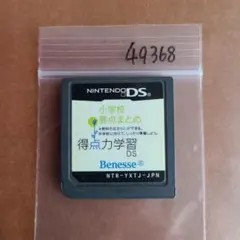 49368
NINTENDO DS
小学校
要点まとめ
得点力学習
DS
Benesse®
NTR-YXTJ-JPN